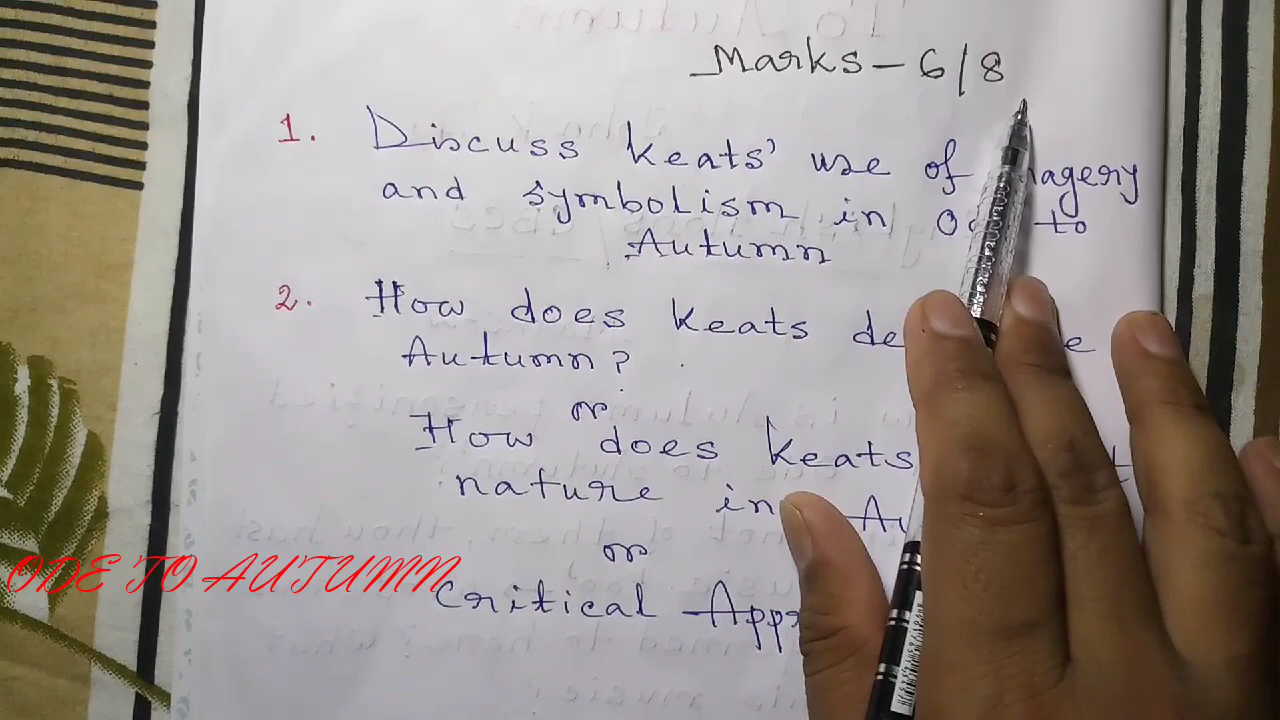 Marks - 6/8
1. Discuss Keats' use of
and symbolism in to
Autumn
2. How does Keats
Autumn?
or
How does Keats
nature in
or
Critical
ODE TO AUTUMN